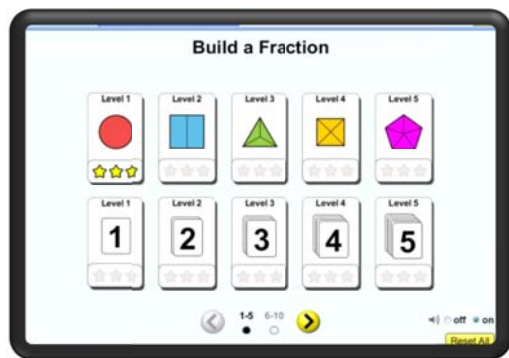 Build a Fraction
Level 1 Level 2 Level 3 Level 4 Level 5
Level 1 Level 2 Level 3 Level 4 Level 5
1 2 3 4 5
1-5 6-10
off on
Reset All